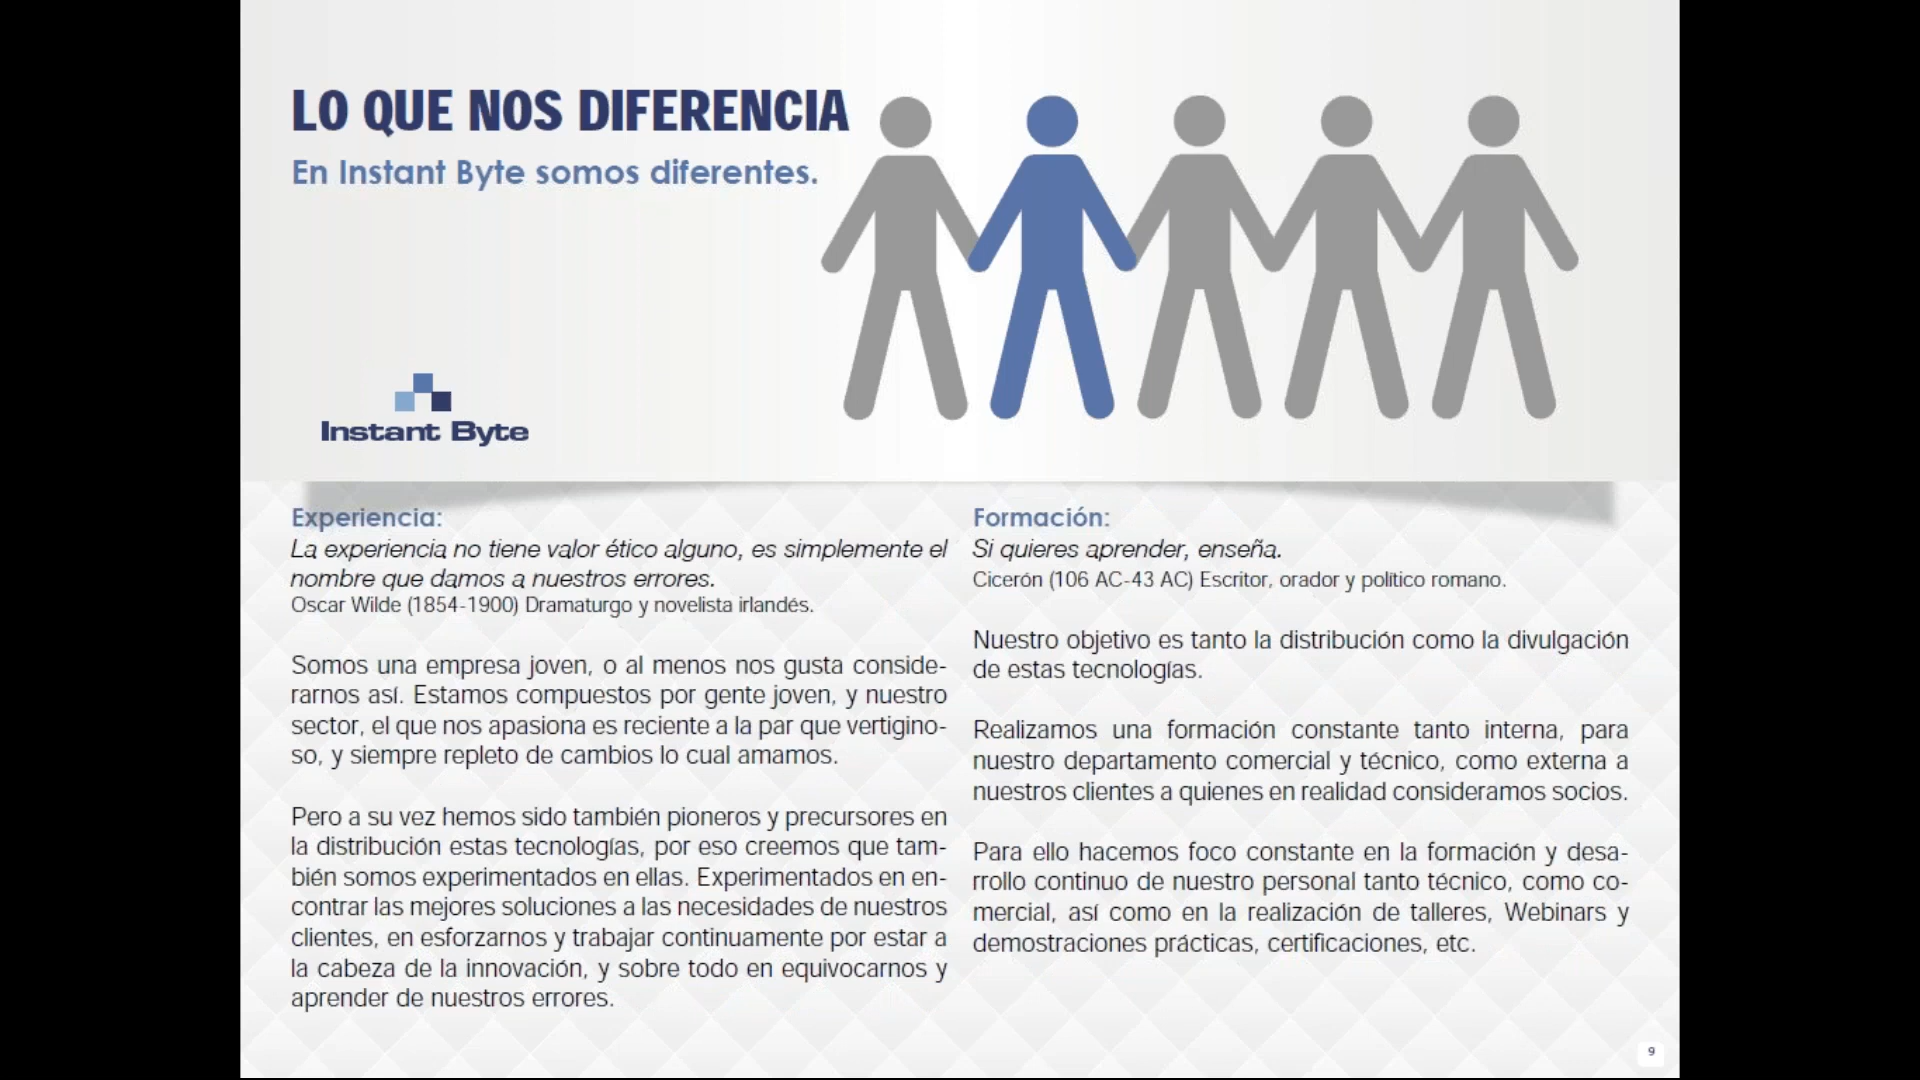 LO QUE NOS DIFERENCIA
En Instant Byte somos diferentes.
Instant Byte
Experiencia:
La experiencia no tiene valor ético alguno, es simplemente el
nombre que damos a nuestros errores.
Oscar Wilde (1854-1900) Dramaturgo y novelista irlandés.
Somos una empresa joven, o al menos nos gusta conside-
rarnos así. Estamos compuestos por gente joven, y nuestro
sector, el que nos apasiona es reciente a la par que vertigino-
so, y siempre repleto de cambios lo cual amamos.
Pero a su vez hemos sido también pioneros y precursores en
la distribución estas tecnologías, por eso creemos que tam-
bién somos experimentados en ellas. Experimentados en en-
contrar las mejores soluciones a las necesidades de nuestros
clientes, en esforzarnos y trabajar continuamente por estar a
la cabeza de la innovación, y sobre todo en equivocarnos y
aprender de nuestros errores.
Formación:
Si quieres aprender, enseña.
Cicerón (106 AC-43 AC) Escritor, orador y político romano.
Nuestro objetivo es tanto la distribución como la divulgación
de estas tecnologías.
Realizamos una formación constante tanto interna, para
nuestro departamento comercial y técnico, como externa a
nuestros clientes a quienes en realidad consideramos socios.
Para ello hacemos foco constante en la formación y desa-
rrollo continuo de nuestro personal tanto técnico, como co-
mercial, así como en la realización de talleres, Webinars y
demostraciones prácticas, certificaciones, etc.
9